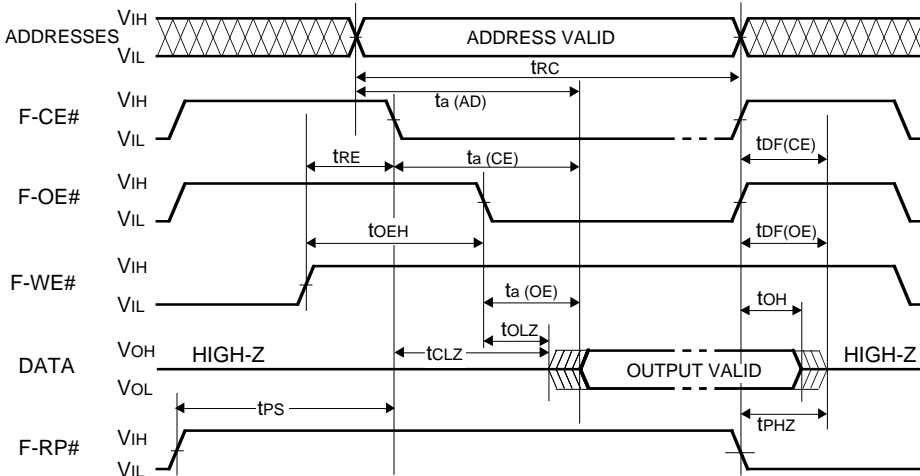 ADDRESSES VIH
VIL
ADDRESS VALID
tRC
ta (AD)
F-CE# VIH
VIL
tRE
ta (CE)
tDF(CE)
F-OE# VIH
VIL
tOEH
tDF(OE)
F-WE# VIH
VIL
ta (OE)
tOH
tOLZ
DATA VOH
VOL
HIGH-Z
tCLZ
OUTPUT VALID
HIGH-Z
tPS
tPHZ
F-RP# VIH
VIL